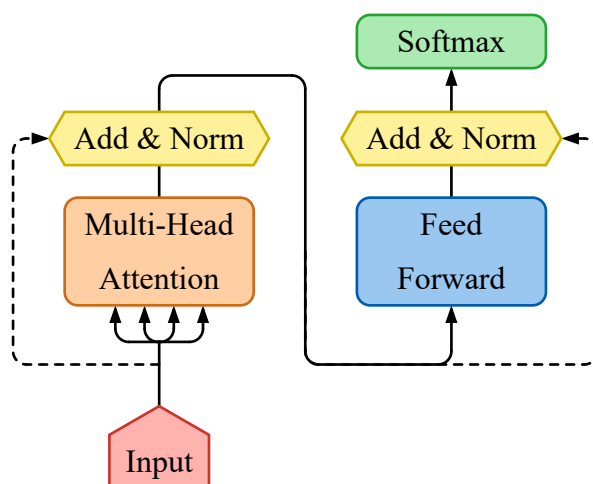 Softmax
Add & Norm
Add & Norm
Multi-Head
Attention
Feed
Forward
Input